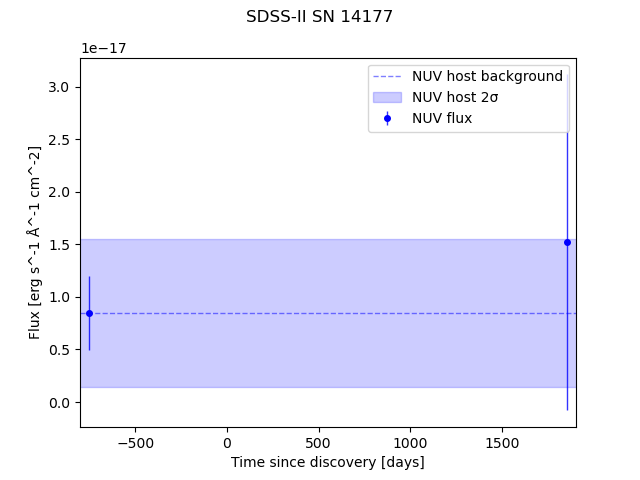 SDSS-II SN 14177
1e−17
NUV host background
NUV host 2σ
NUV flux
3.0
2.5
2.0
1.5
1.0
0.5
0.0
Flux [erg s^-1 Å^-1 cm^-2]
−500
0
500
1000
1500
Time since discovery [days]